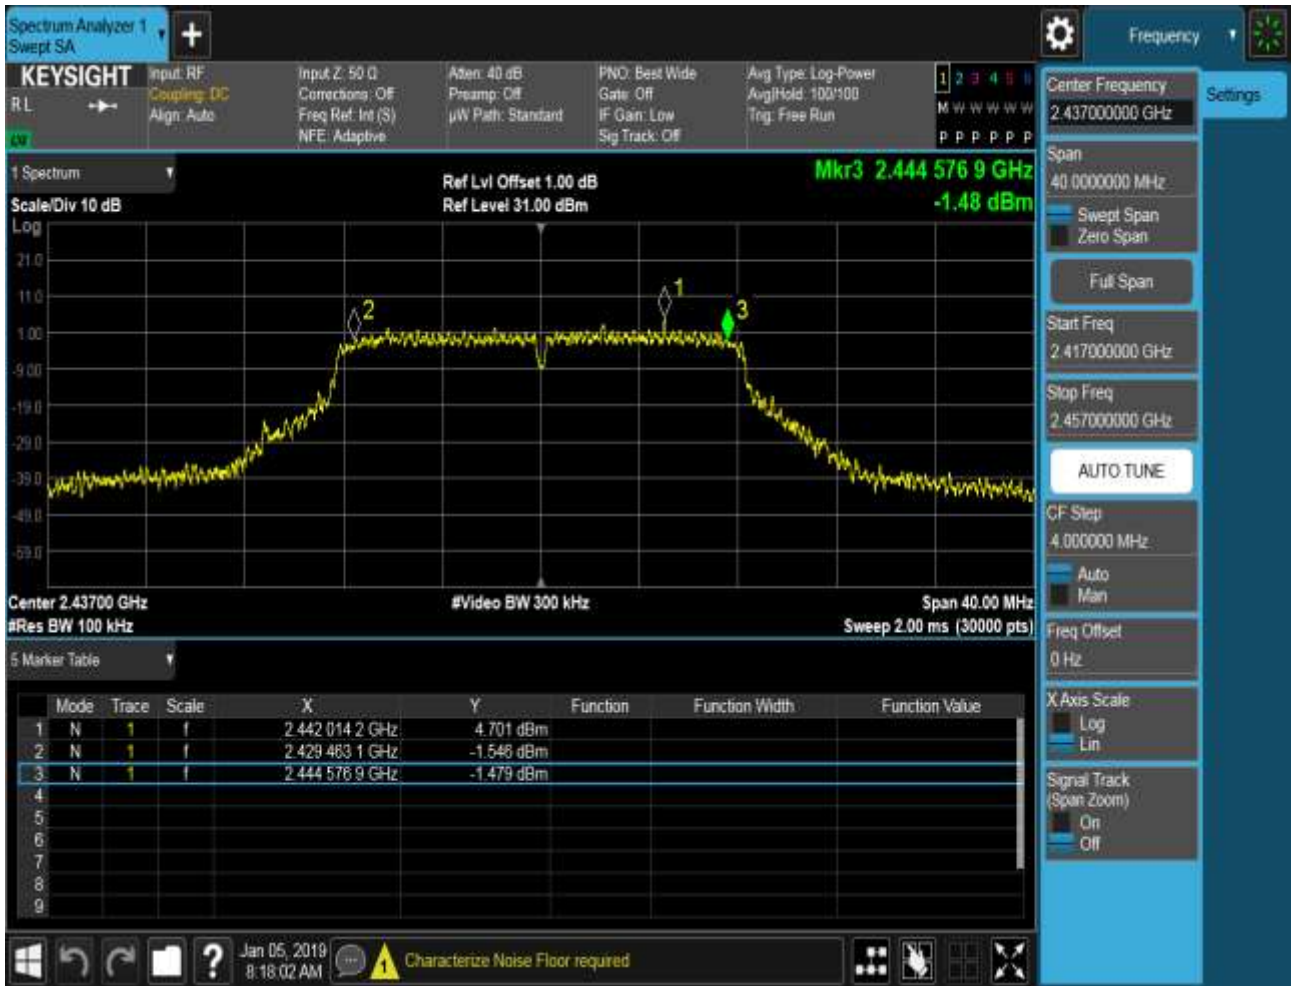 Spectrum Analyzer 1
Swept SA
+
Frequency
KEYSIGHT
RL
Input: RF
Coupling: DC
Align: Auto
Input Z: 50 Ω
Corrections: Off
Freq Ref: Int (S)
NFE: Adaptive
Atten: 40 dB
Preamp: Off
µW Path: Standard
PNO: Best Wide
Gate: Off
IF Gain: Low
Sig Track: Off
Avg Type: Log-Power
Avg|Hold: 100/100
Trig: Free Run
1 2 3 4 5 6
M W W W W W
P P P P P P
1 Spectrum
Scale/Div 10 dB
Ref Lvl Offset 1.00 dB
Ref Level 31.00 dBm
Mkr3 2.444 576 9 GHz
-1.48 dBm
Log
21.0
11.0
1.00
-9.00
-19.0
-29.0
-39.0
-49.0
-59.0
2
1
3
Center 2.43700 GHz
#Res BW 100 kHz
#Video BW 300 kHz
Span 40.00 MHz
Sweep 2.00 ms (30000 pts)
5 Marker Table
Mode Trace Scale X Y Function Function Width Function Value
1 N 1 f 2.442 014 2 GHz 4.701 dBm
2 N 1 f 2.429 463 1 GHz -1.546 dBm
3 N 1 f 2.444 576 9 GHz -1.479 dBm
4
5
6
7
8
9
Center Frequency
2.437000000 GHz
Settings
Span
40.0000000 MHz
Swept Span
Zero Span
Full Span
Start Freq
2.417000000 GHz
Stop Freq
2.457000000 GHz
AUTO TUNE
CF Step
4.000000 MHz
Auto
Man
Freq Offset
0 Hz
X Axis Scale
Log
Lin
Signal Track
(Span Zoom)
On
Off
?
Jan 05, 2019
8:18:02 AM
1
Characterize Noise Floor required